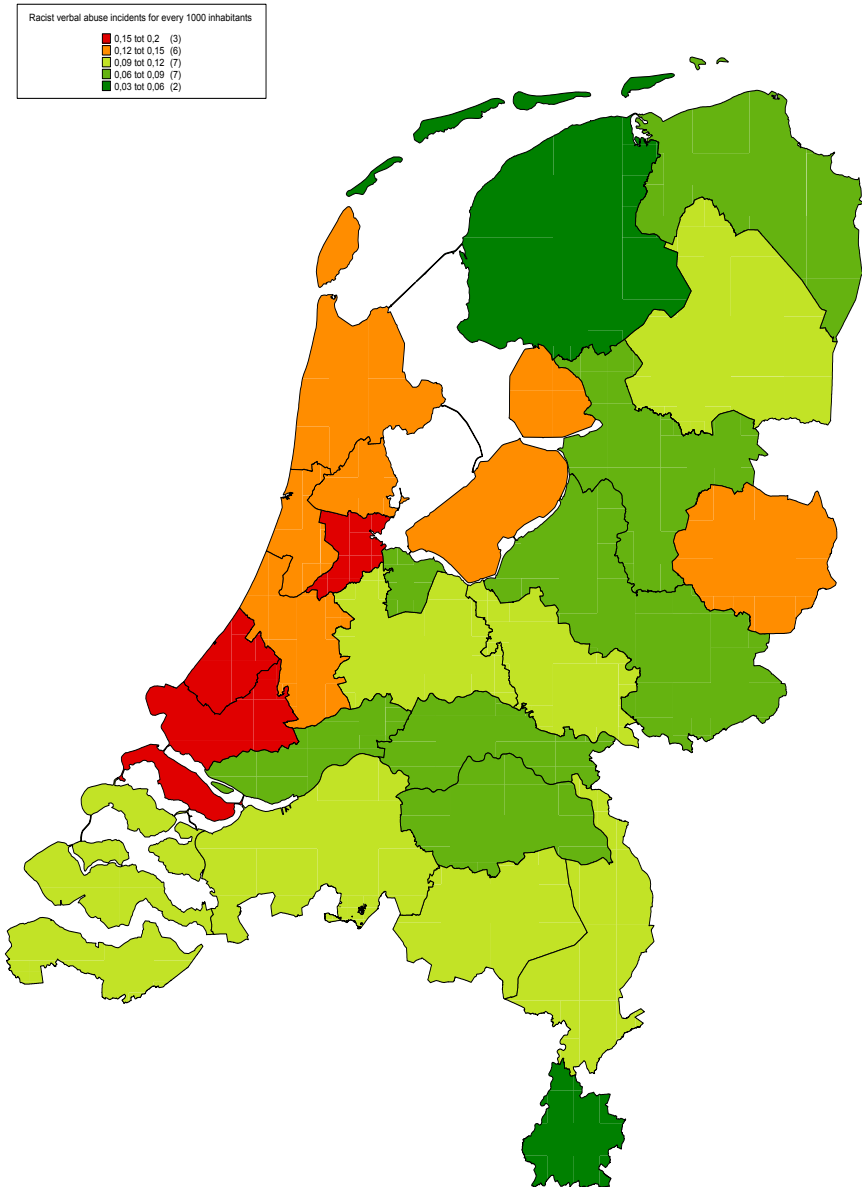 Racist verbal abuse incidents for every 1000 inhabitants
0,15 tot 0,2 (3)
0,12 tot 0,15 (6)
0,09 tot 0,12 (7)
0,06 tot 0,09 (7)
0,03 tot 0,06 (2)